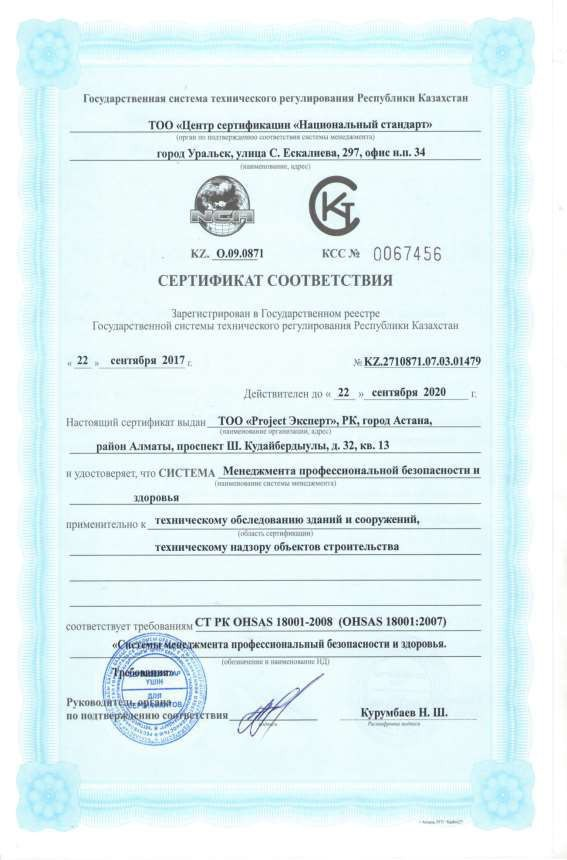 Государственная система технического регулирования Республики Казахстан
ТОО «Центр сертификации «Национальный стандарт»
(орган по подтверждению соответствия системы менеджмента)
город Уральск, улица С. Ескалиева, 297, офис н.п. 34
(наименование, адрес)
NCA
KZ. О.09.0871 КСС № 0067456
СЕРТИФИКАТ СООТВЕТСТВИЯ
Зарегистрирован в Государственном реестре
Государственной системы технического регулирования Республики Казахстан
« 22 » сентября 2017 г. № KZ.2710871.07.03.01479
Действителен до « 22 » сентября 2020 г.
Настоящий сертификат выдан ТОО «Project Эксперт», РК, город Астана,
(наименование организации, адрес)
район Алматы, проспект Ш. Кудайбердыулы, д. 32, кв. 13
и удостоверяет, что СИСТЕМА Менеджмента профессиональной безопасности и
(наименование системы менеджмента)
здоровья
применительно к техническому обследованию зданий и сооружений,
(область сертификации)
техническому надзору объектов строительства
соответствует требованиям СТ РК OHSAS 18001-2008 (OHSAS 18001:2007)
«Системы менеджмента профессиональный безопасности и здоровья.
(обозначение и наименование НД)
Требования»
ҮШІН
ДЛЯ
Руководитель органа
по подтверждению соответствия
подпись
Курумбаев Н. Ш.
Расшифровка подписи